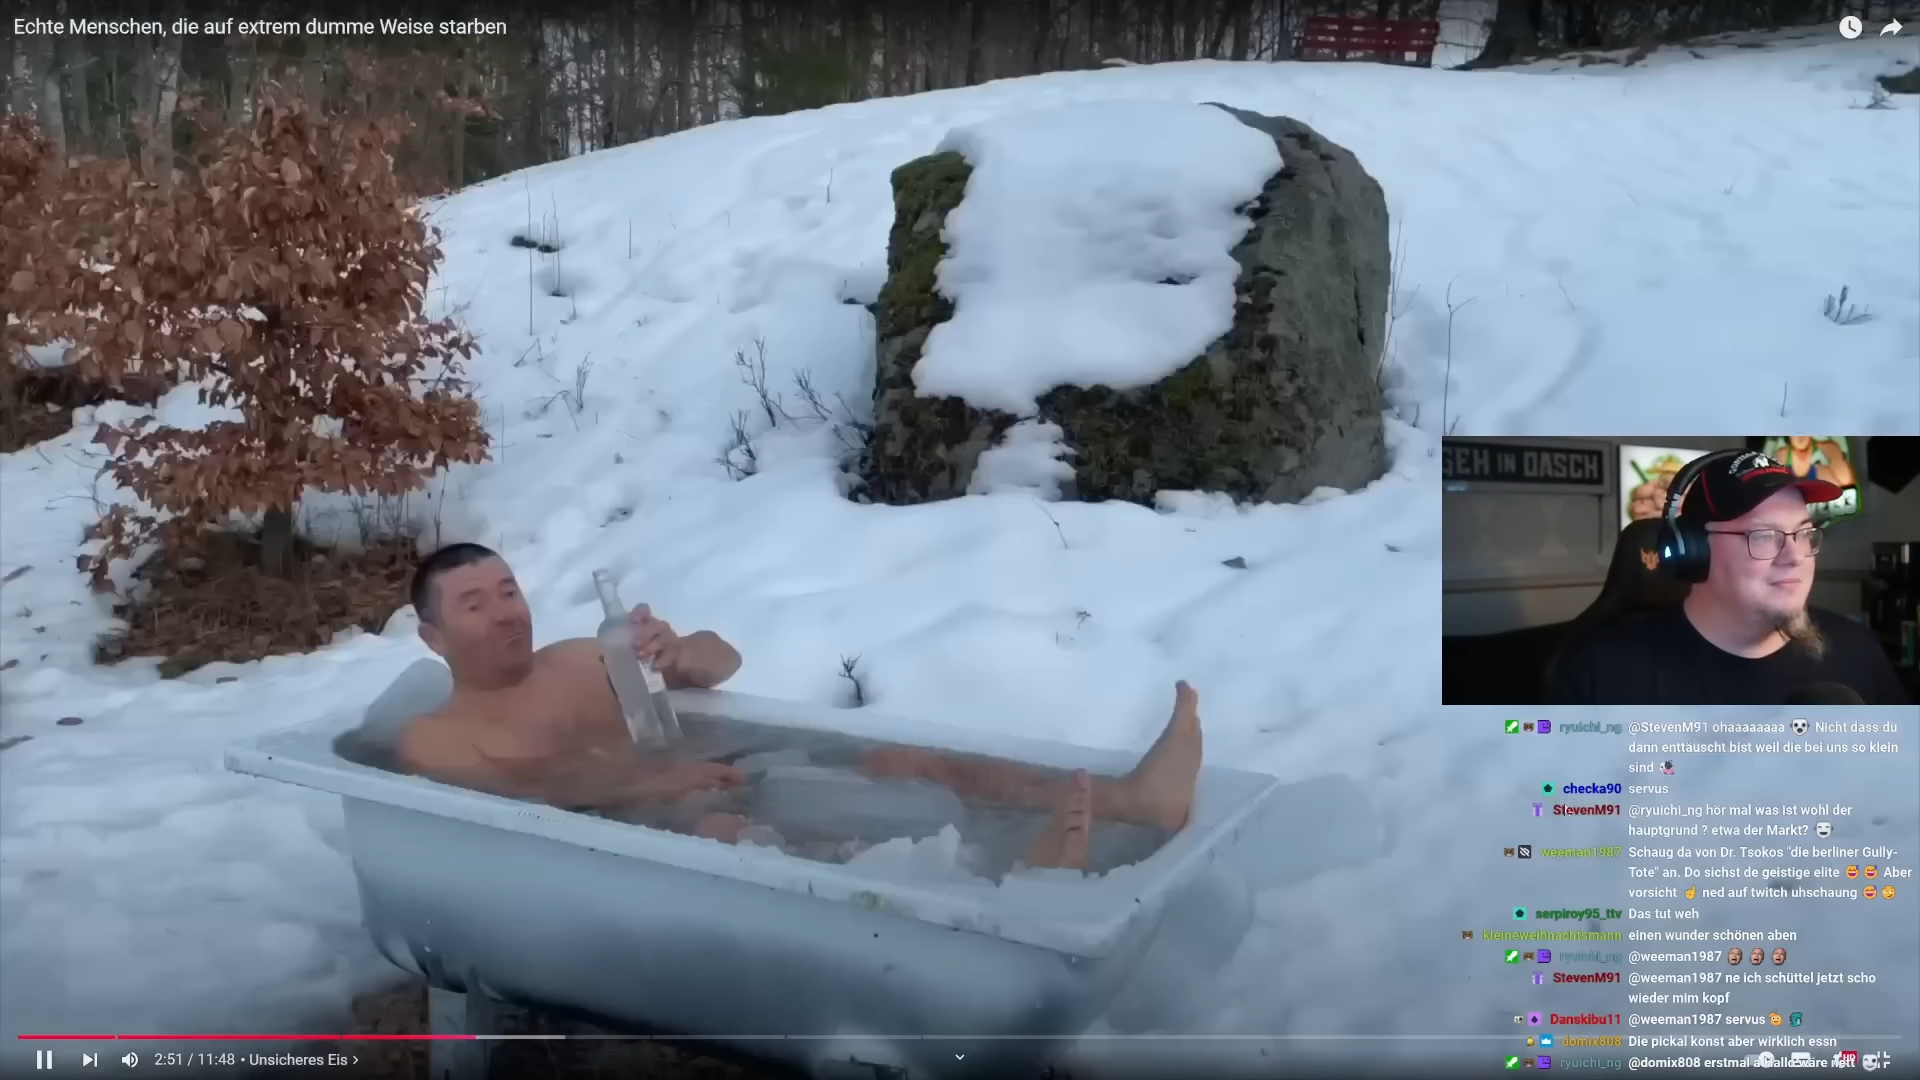 Echte Menschen, die auf extrem dumme Weise starben
GEH IN OASCH
ryuichi_ng @StevenM91 ohaaaaaaaa Nicht dass du
dann enttäuscht bist weil die bei uns so klein
sind
checka90 servus
StevenM91 @ryuichi_ng hör mal was ist wohl der
hauptgrund ? etwa der Markt?
weeman1987 Schaug da von Dr. Tsokos "die berliner Gully-
Tote" an. Do sichst de geistige elite Aber
vorsicht ned auf twitch uhschaung
serpiroy95_ttv Das tut weh
kleineweihnachtsmann einen wunder schönen aben
ryuichi_ng @weeman1987
StevenM91 @weeman1987 ne ich schüttel jetzt scho
wieder mim kopf
Danskibu11 @weeman1987 servus
domix808 Die pickal konst aber wirklich essn
ryuichi_ng @domix808 erstmal a hallo wäre nett
2:51 / 11:48 • Unsicheres Eis
HD